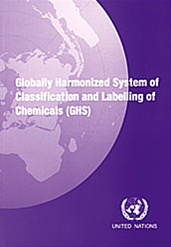 Globally Harmonized System of
Classification and Labelling of
Chemicals (GHS)
UNITED NATIONS